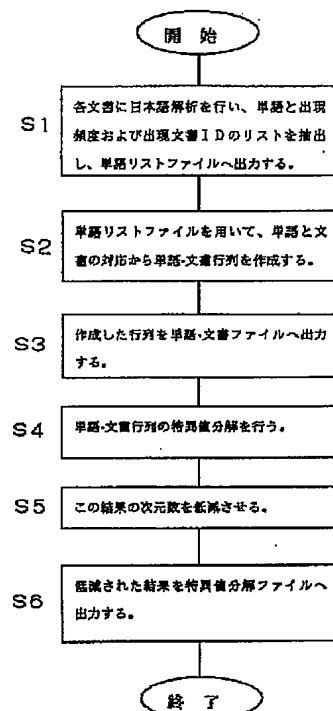 開 始
S1
各文書に日本語解析を行い、単語と出現
頻度および出現文書IDのリストを抽出
し、単語リストファイルへ出力する。
S2
単語リストファイルを用いて、単語と文
書の対応から単語-文書行列を作成する。
S3
作成した行列を単語-文書ファイルへ出力
する。
S4
単語-文書行列の特異値分解を行う。
S5
この結果の次元数を低減させる。
S6
低減された結果を特異値分解ファイルへ
出力する。
終 了